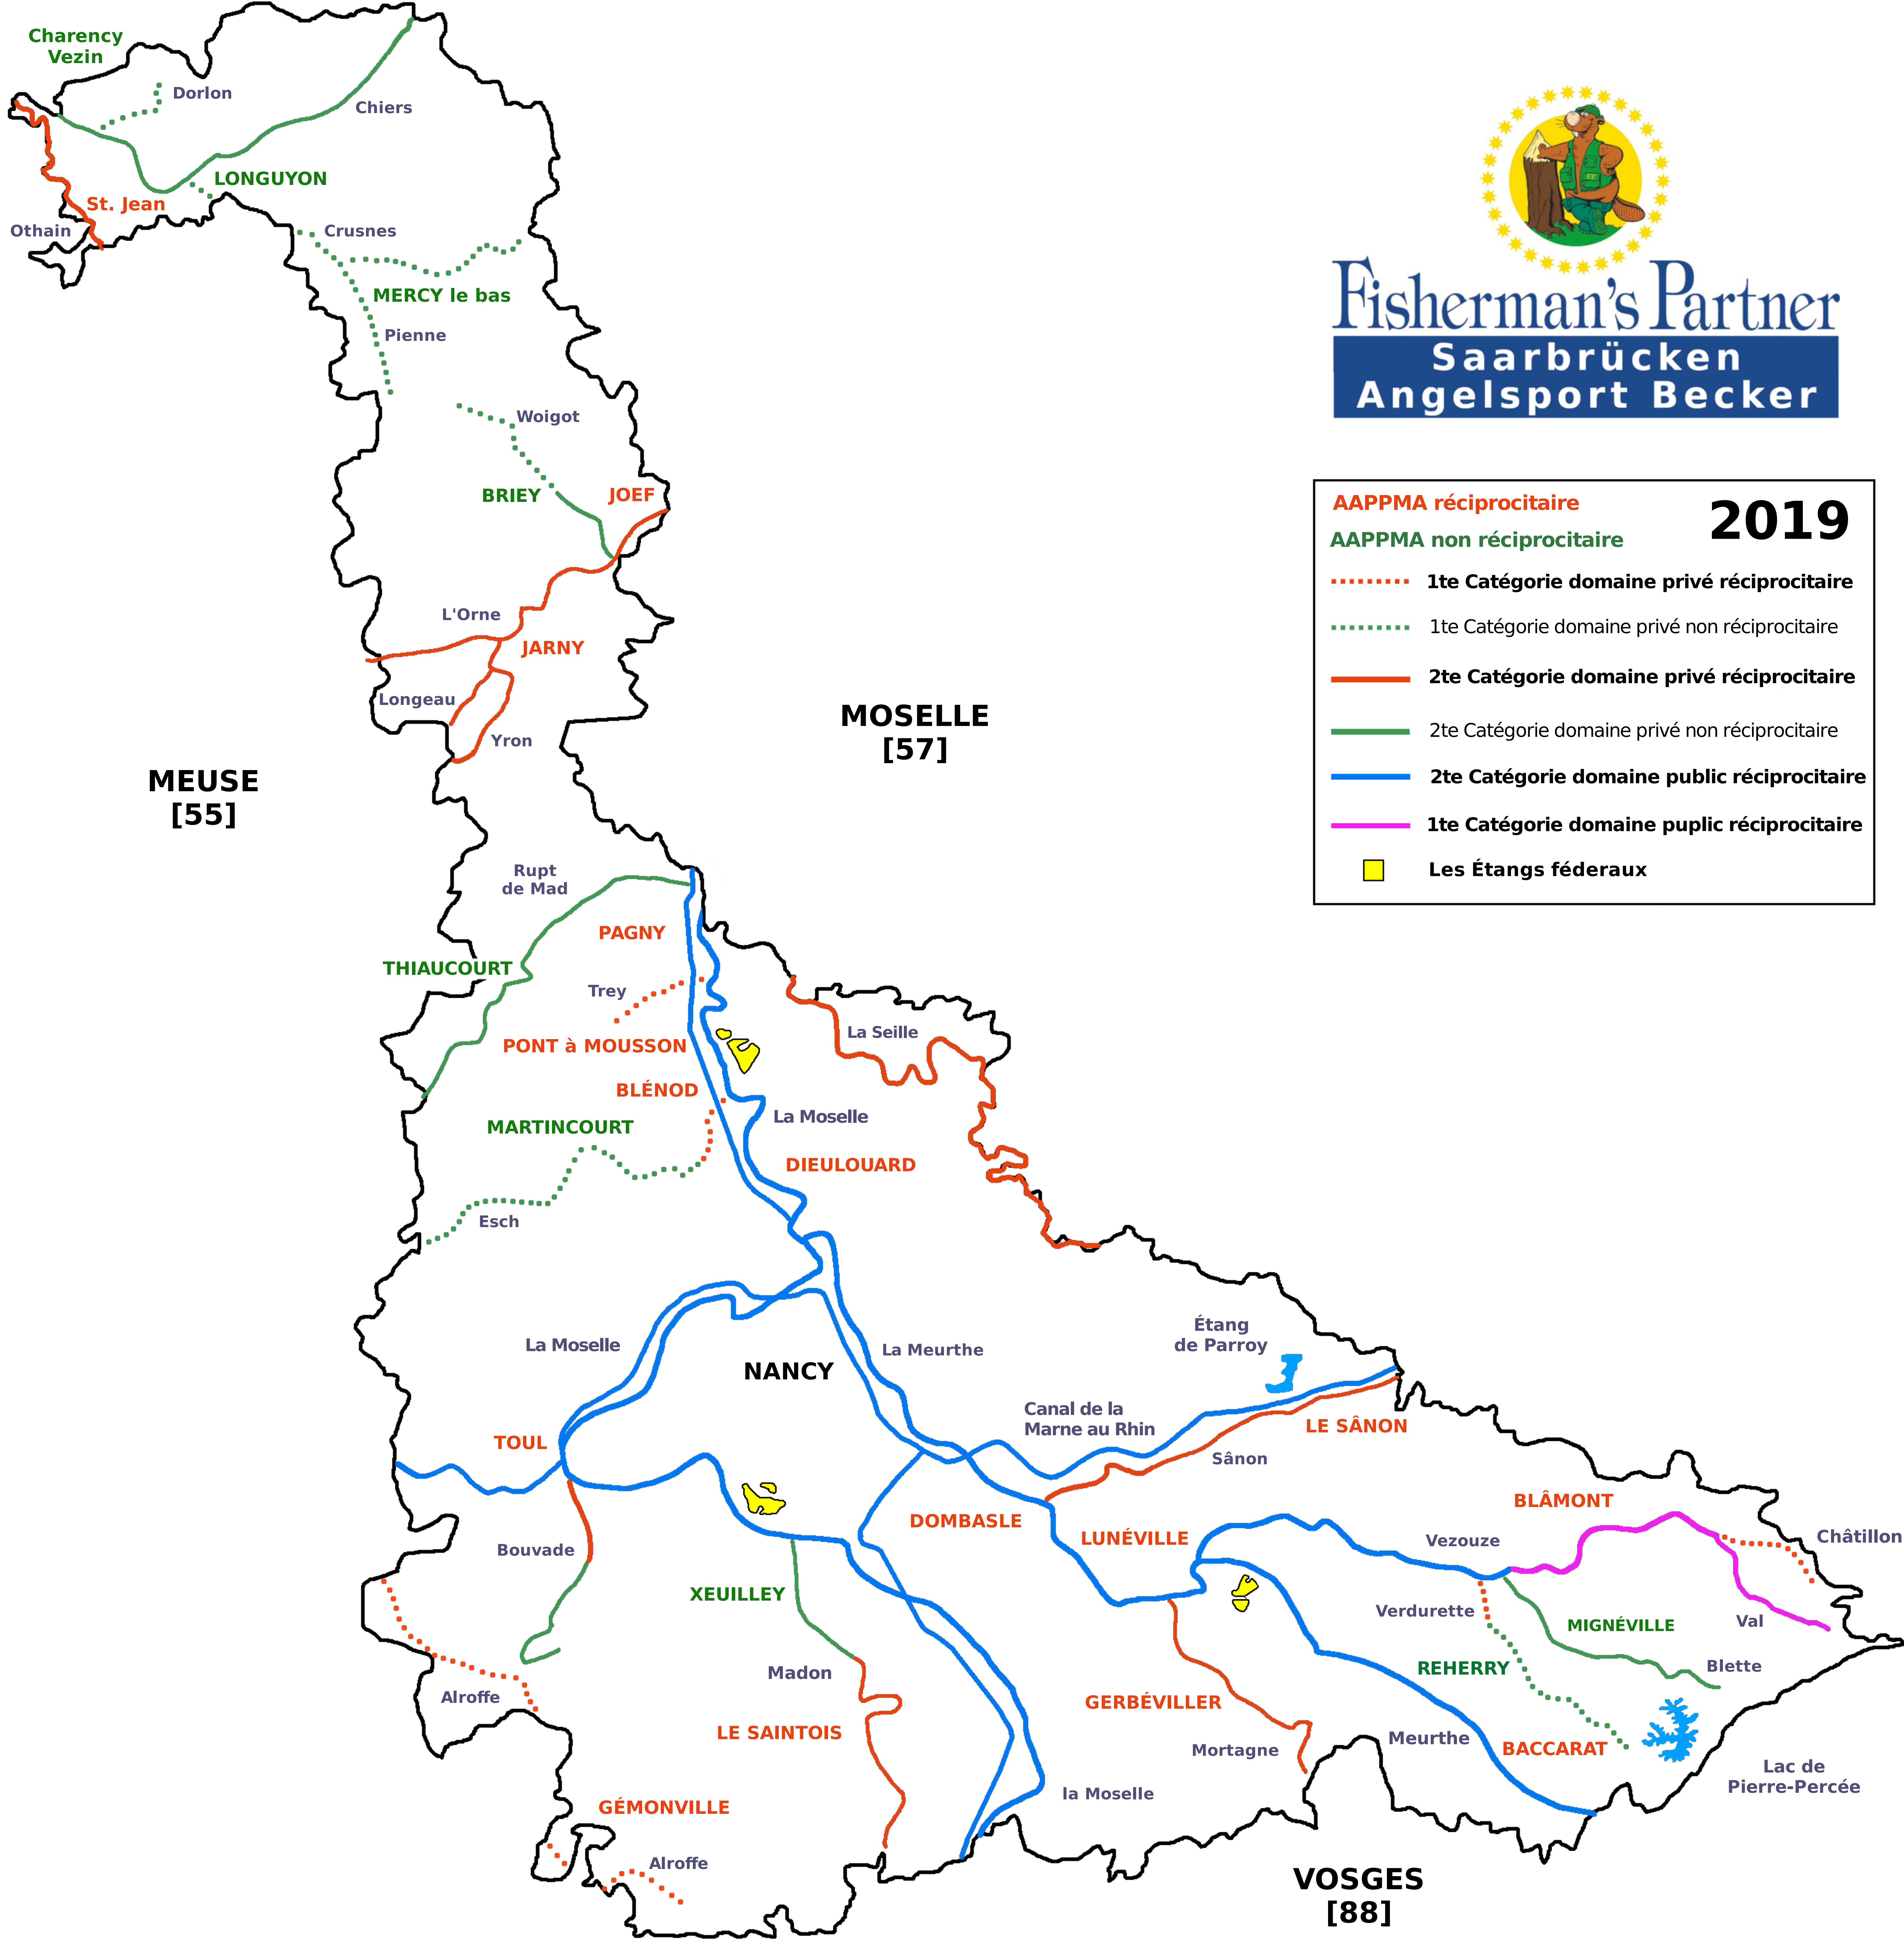 Charency
Vezin
Dorlon
Chiers
LONGUYON
St. Jean
Othain
Crusnes
MERCY le bas
Pienne
Woigot
BRIEY
JOEF
L'Orne
JARNY
Longeau
Yron
Fisherman's Partner
Saarbrücken
Angelsport Becker
AAPPMA réciprocitaire
2019
AAPPMA non réciprocitaire
1te Catégorie domaine privé réciprocitaire
1te Catégorie domaine privé non réciprocitaire
2te Catégorie domaine privé réciprocitaire
2te Catégorie domaine privé non réciprocitaire
2te Catégorie domaine public réciprocitaire
1te Catégorie domaine puplic réciprocitaire
Les Étangs féderaux
MOSELLE
[57]
MEUSE
[55]
Rupt
de Mad
PAGNY
THIAUCOURT
Trey
La Seille
PONT à MOUSSON
BLÉNOD
La Moselle
MARTINCOURT
DIEULOUARD
Esch
La Moselle
NANCY
La Meurthe
Étang
de Parroy
Canal de la
Marne au Rhin
LE SÂNON
Sânon
TOUL
DOMBASLE
LUNÉVILLE
BLÂMONT
Vezouze
Châtillon
Bouvade
XEUILLEY
Verdurette
MIGNÉVILLE
Val
REHERRY
Blette
Madon
Alroffe
GERBÉVILLER
LE SAINTOIS
Mortagne
Meurthe
BACCARAT
Lac de
Pierre-Percée
la Moselle
GÉMONVILLE
Alroffe
VOSGES
[88]